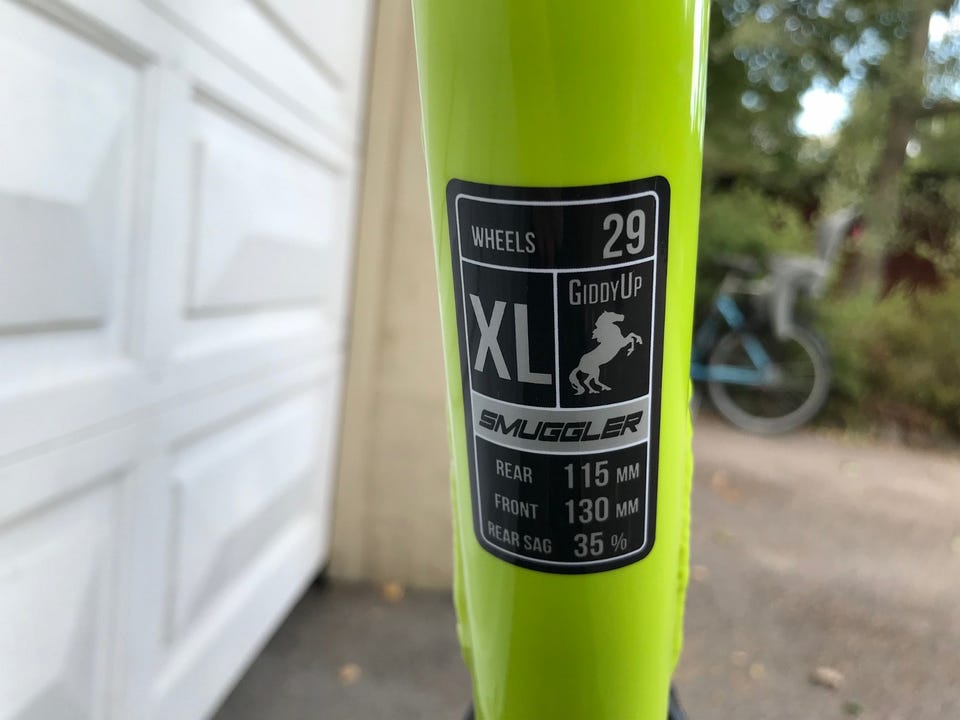 WHEELS 29
XL
GIDDYUP
SMUGGLER
REAR 115 MM
FRONT 130 MM
REAR SAG 35 %